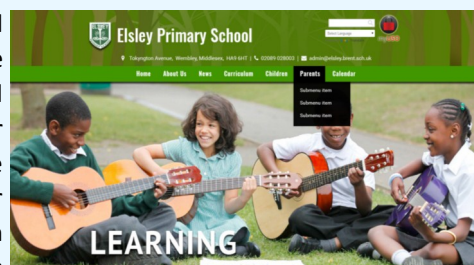 Elsley Primary School
Select Language
Tokyngton Avenue, Wembley, Middlesex, HA9 6HT | 02089 028003 | admin@elsley.brent.sch.uk
Home About Us News Curriculum Children Parents Calendar
Submenu item
Submenu item
Submenu item
LEARNING